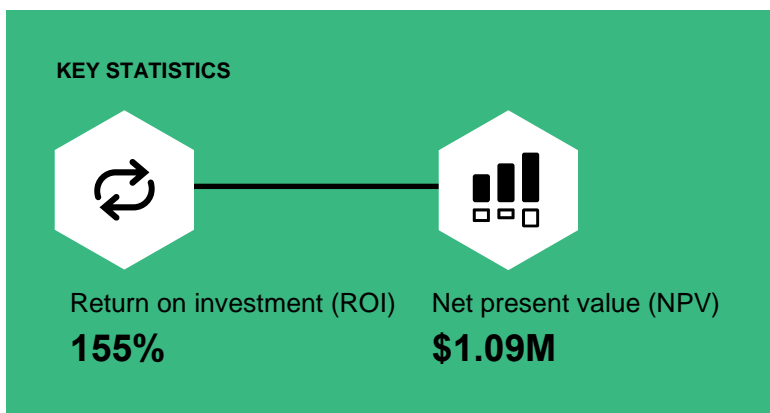 KEY STATISTICS
Return on investment (ROI)
155%
Net present value (NPV)
$1.09M